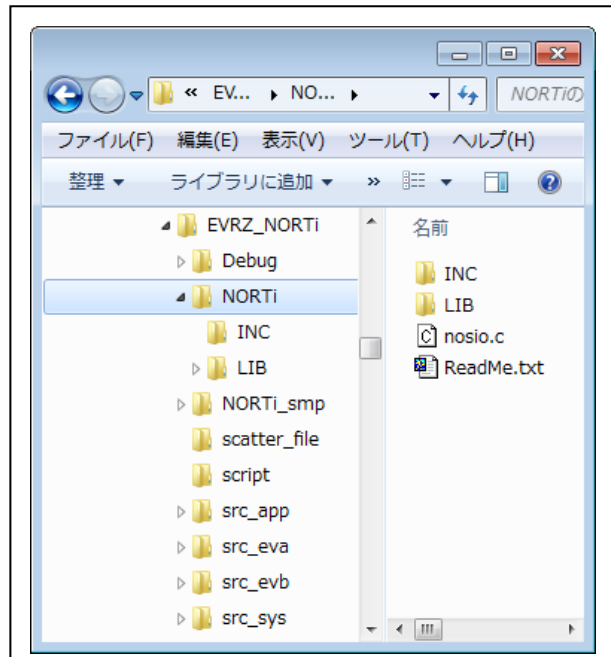 « EV... ▸ NO... ▸ NORTiの
ファイル(F) 編集(E) 表示(V) ツール(T) ヘルプ(H)
整理 ▼ ライブラリに追加 ▼ »
EVRZ_NORTi
Debug
NORTi
INC
LIB
NORTi_smp
scatter_file
script
src_app
src_eva
src_evb
src_sys
名前
INC
LIB
nosio.c
ReadMe.txt